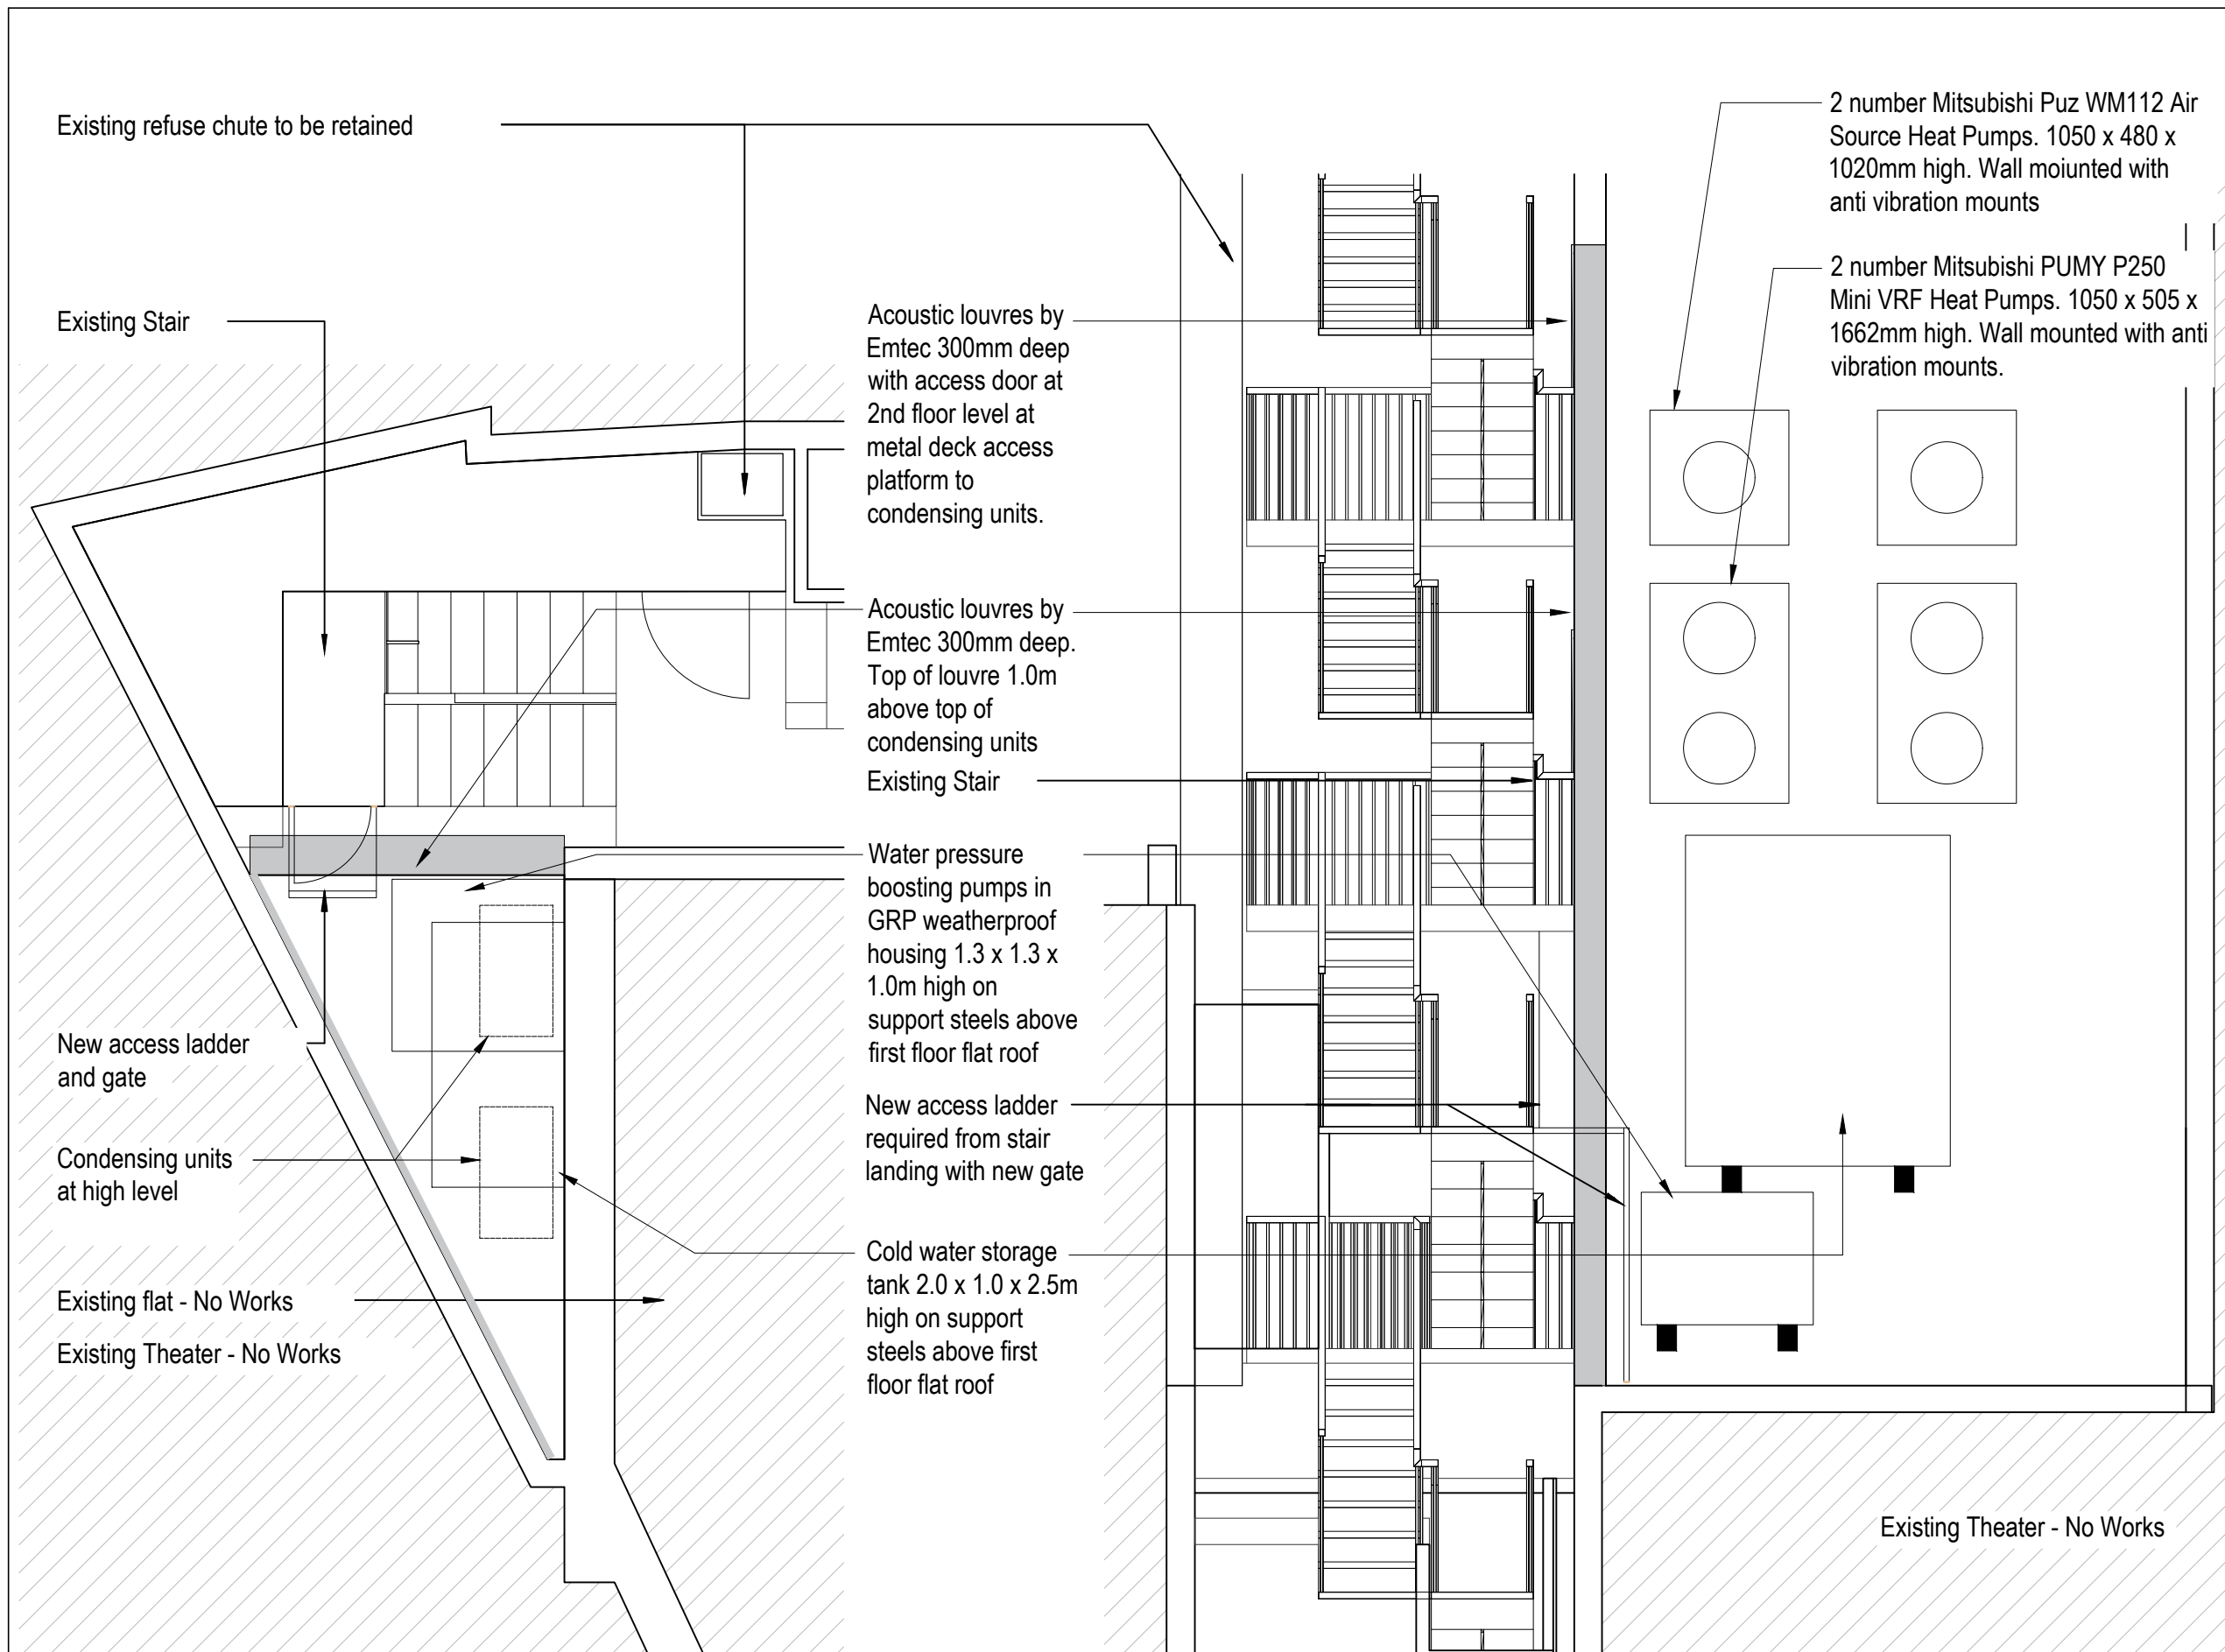 Existing refuse chute to be retained
Existing Stair
New access ladder
and gate
Condensing units
at high level
Existing flat - No Works
Existing Theater - No Works
Acoustic louvres by
Emtec 300mm deep
with access door at
2nd floor level at
metal deck access
platform to
condensing units.
Acoustic louvres by
Emtec 300mm deep.
Top of louvre 1.0m
above top of
condensing units
Existing Stair
Water pressure
boosting pumps in
GRP weatherproof
housing 1.3 x 1.3 x
1.0m high on
support steels above
first floor flat roof
New access ladder
required from stair
landing with new gate
Cold water storage
tank 2.0 x 1.0 x 2.5m
high on support
steels above first
floor flat roof
2 number Mitsubishi Puz WM112 Air
Source Heat Pumps. 1050 x 480 x
1020mm high. Wall moiunted with
anti vibration mounts
2 number Mitsubishi PUMY P250
Mini VRF Heat Pumps. 1050 x 505 x
1662mm high. Wall mounted with anti
vibration mounts.
Existing Theater - No Works